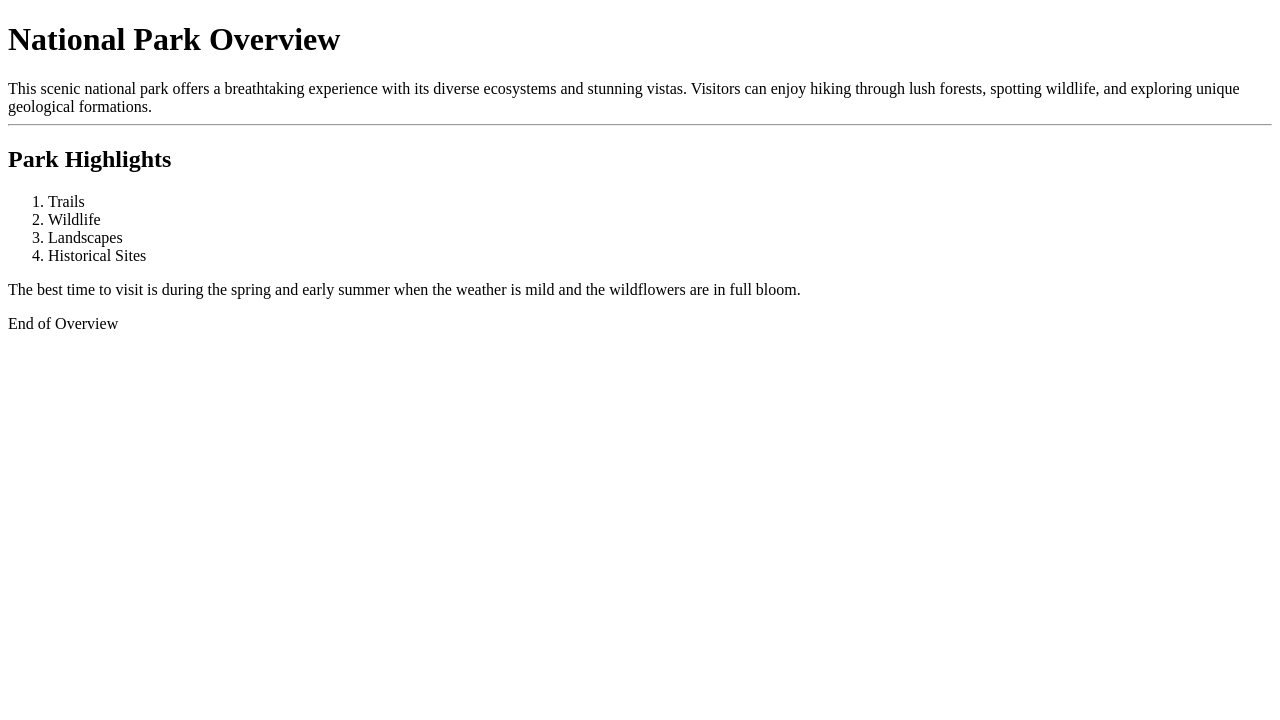 National Park Overview
This scenic national park offers a breathtaking experience with its diverse ecosystems and stunning vistas. Visitors can enjoy hiking through lush forests, spotting wildlife, and exploring unique
geological formations.
Park Highlights
1. Trails
2. Wildlife
3. Landscapes
4. Historical Sites
The best time to visit is during the spring and early summer when the weather is mild and the wildflowers are in full bloom.
End of Overview